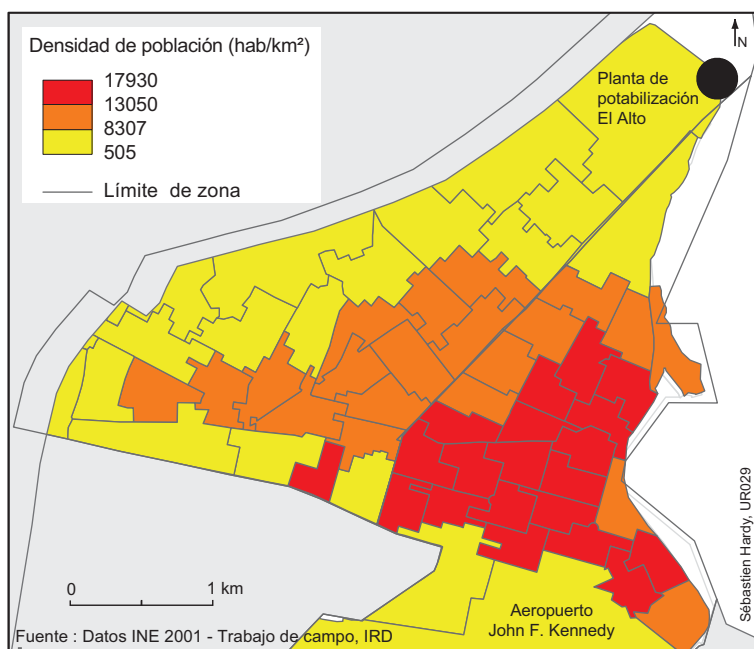 Densidad de población (hab/km²)
17930
13050
8307
505
Límite de zona
N
Planta de
potabilización
El Alto
0
1 km
Aeropuerto
John F. Kennedy
Fuente : Datos INE 2001 - Trabajo de campo, IRD
Sébastien Hardy, UR029